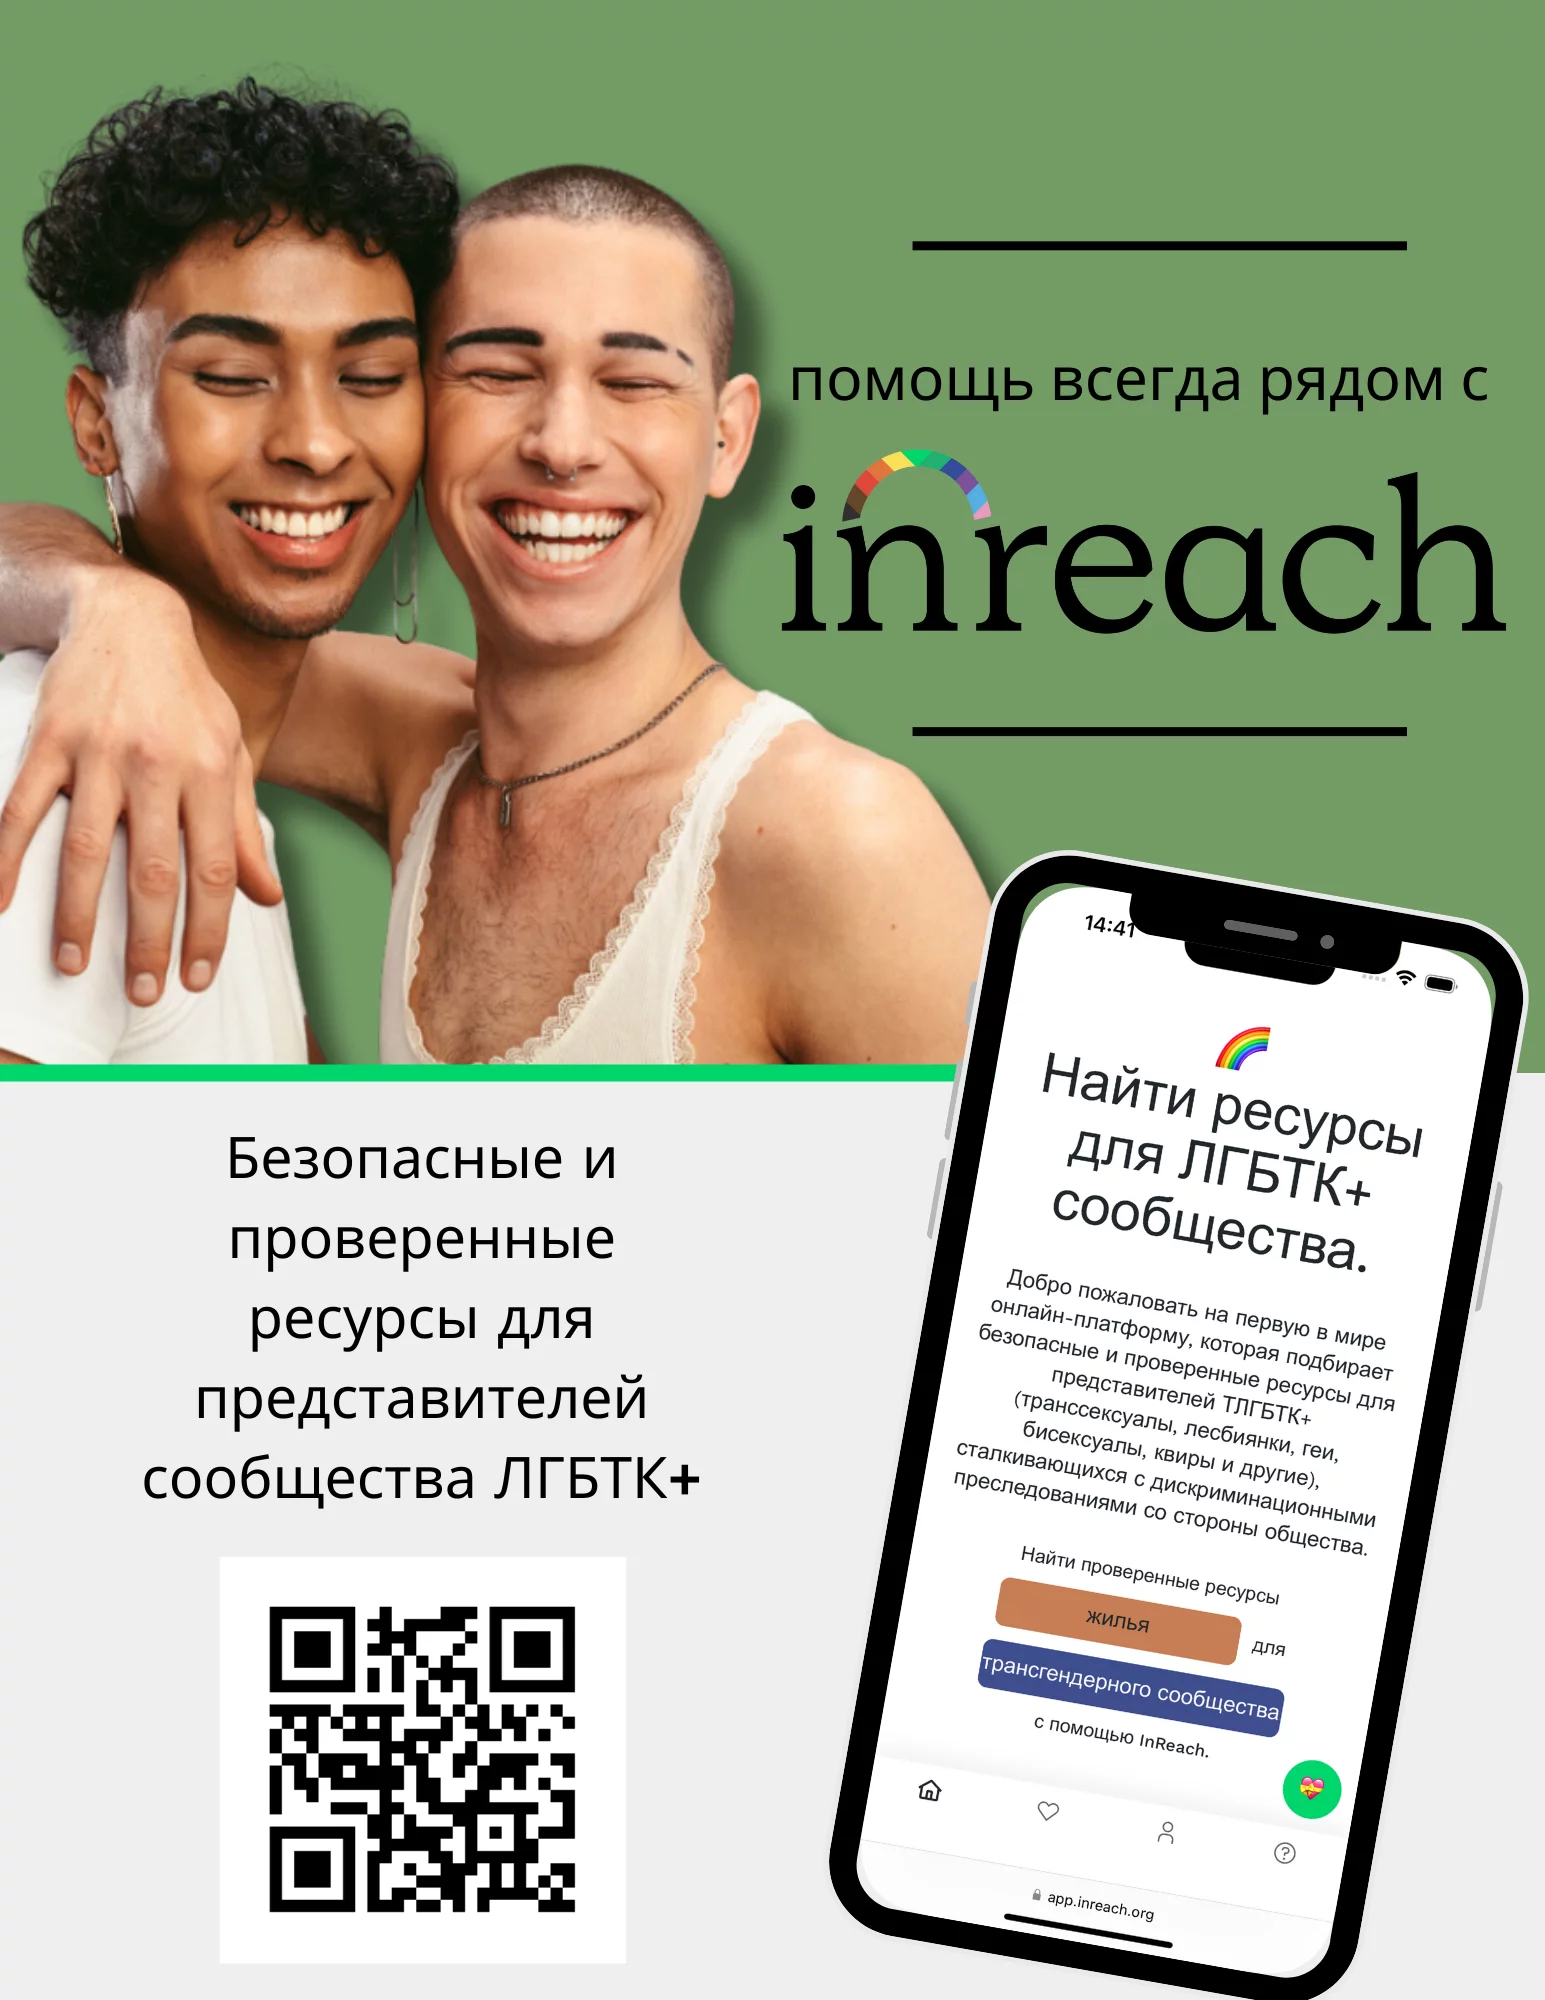 помощь всегда рядом с
inreach
Безопасные и
проверенные
ресурсы для
представителей
сообщества ЛГБТК+
14:41
Найти ресурсы
для ЛГБТК+
сообщества.
Добро пожаловать на первую в мире
онлайн-платформу, которая подбирает
безопасные и проверенные ресурсы для
представителей ТЛГБТК+
(транссексуалы, лесбиянки, геи,
бисексуалы, квиры и другие),
сталкивающихся с дискриминационными
преследованиями со стороны общества.
Найти проверенные ресурсы
жилья
для
трансгендерного сообщества
с помощью InReach.
app.inreach.org